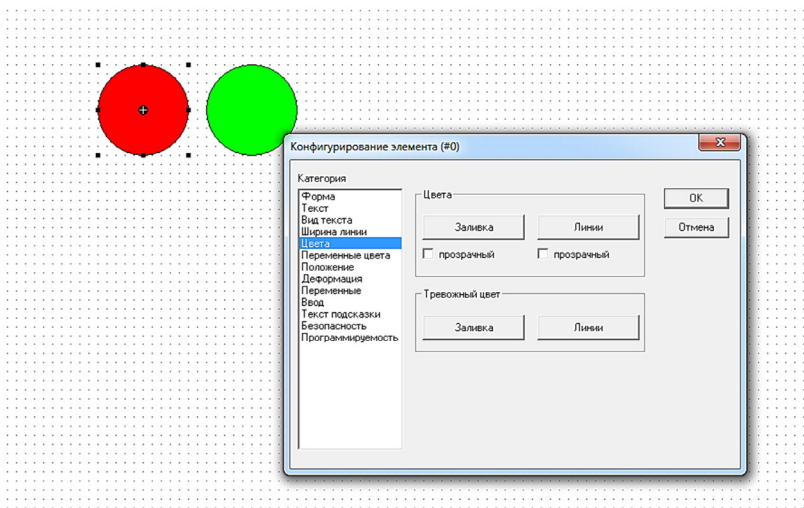 Конфигурирование элемента (#0)
Категория
Форма
Текст
Вид текста
Ширина линии
Цвета
Переменные цвета
Положение
Деформация
Переменные
Ввод
Текст подсказки
Безопасность
Программируемость
Цвета
Заливка
Линии
прозрачный
прозрачный
Тревожный цвет
Заливка
Линии
OK
Отмена